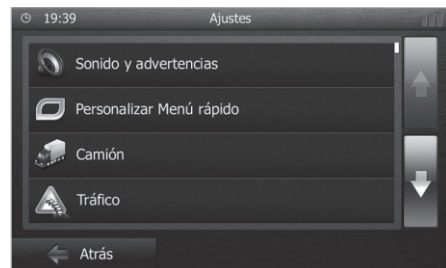 19:39
Ajustes
Sonido y advertencias
Personalizar Menú rápido
Camión
Tráfico
Atrás